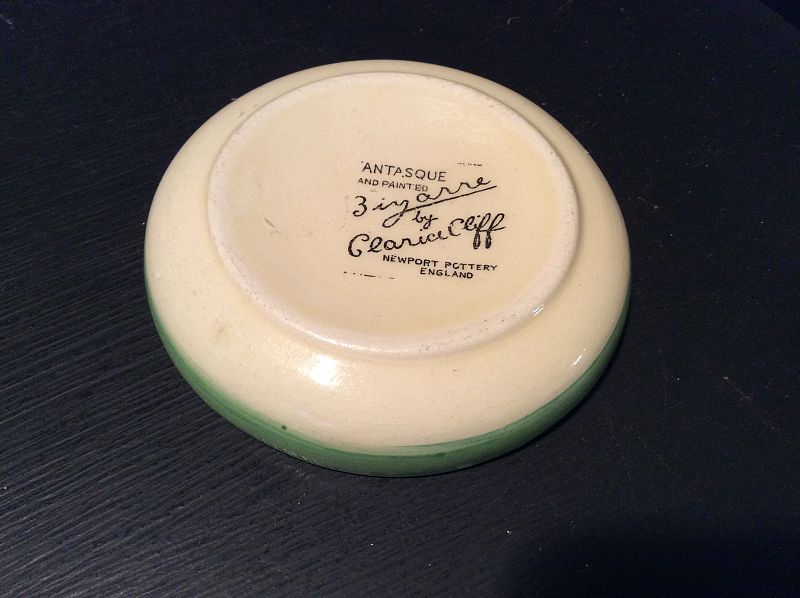 ANTASQUE
AND PAINTED
Bizarre
by
Clarice Cliff
NEWPORT POTTERY
ENGLAND